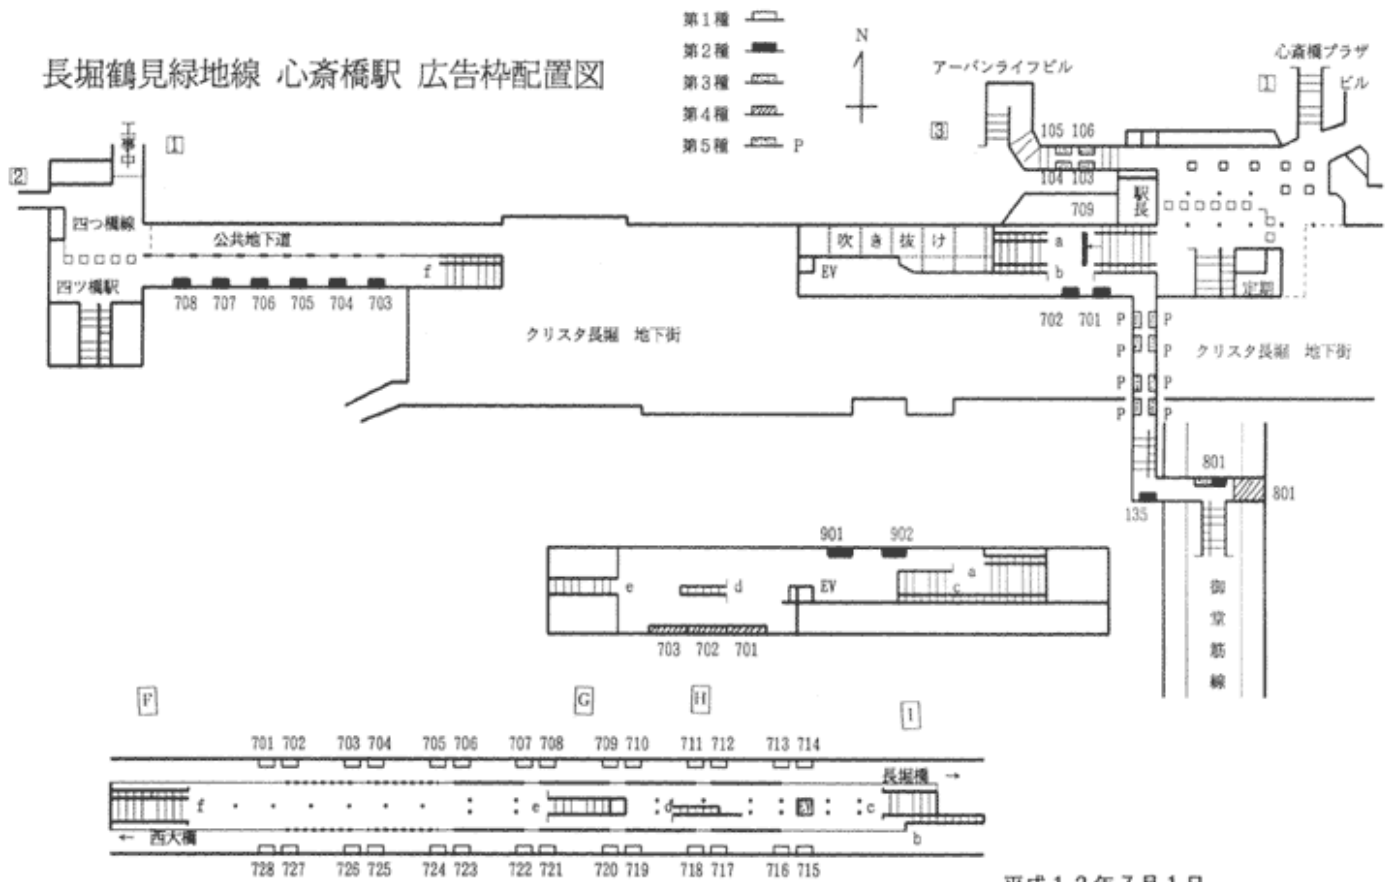 長堀鶴見緑地線 心斎橋駅 広告枠配置図
第1種
第2種
第3種
第4種
第5種 P
N
アーバンライフビル
心斎橋プラザ
ビル
1
3
105 106
104 103
駅長
709
工事中
1
2
四つ橋線
公共地下道
四ツ橋駅
f
708 707 706 705 704 703
吹き抜け
EV
a
b
定期
702 701
クリスタ長堀 地下街
クリスタ長堀 地下街
P P
P P
P P
P P
801
801
135
御堂筋線
901 902
e d EV c a
703 702 701
F G H I
701 702 703 704 705 706 707 708 709 710 711 712 713 714
長堀橋 →
f e d EV c
← 西大橋
b
728 727 726 725 724 723 722 721 720 719 718 717 716 715